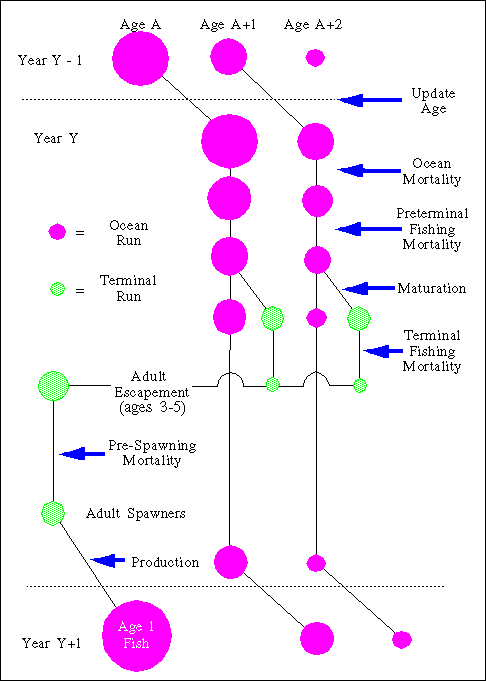 Age A
Age A+1
Age A+2
Year Y - 1
Update
Age
Year Y
Ocean
Mortality
Preterminal
Fishing
Mortality
= Ocean
Run
Maturation
= Terminal
Run
Terminal
Fishing
Mortality
Adult
Escapement
(ages 3-5)
Pre-Spawning
Mortality
Adult Spawners
Production
Age 1
Fish
Year Y+1